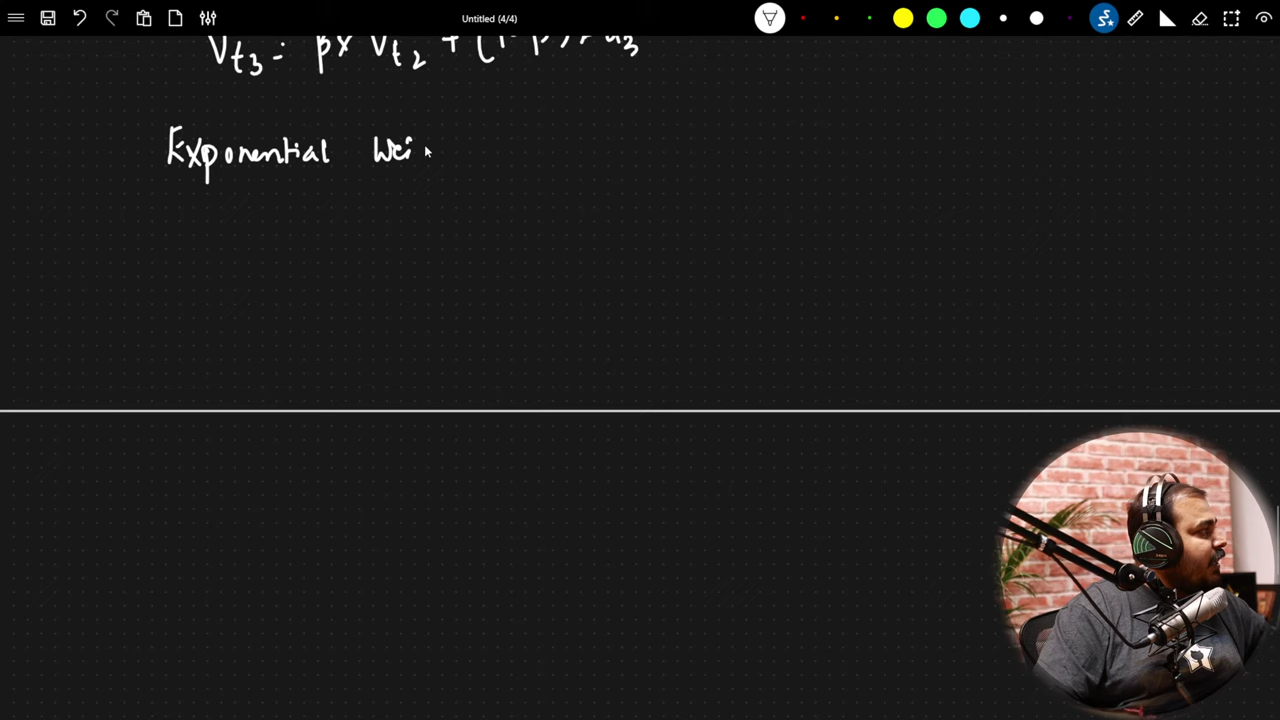 Untitled (4/4)
Vt3 = β × Vt2 + (1-β) × a3
Exponential Wei